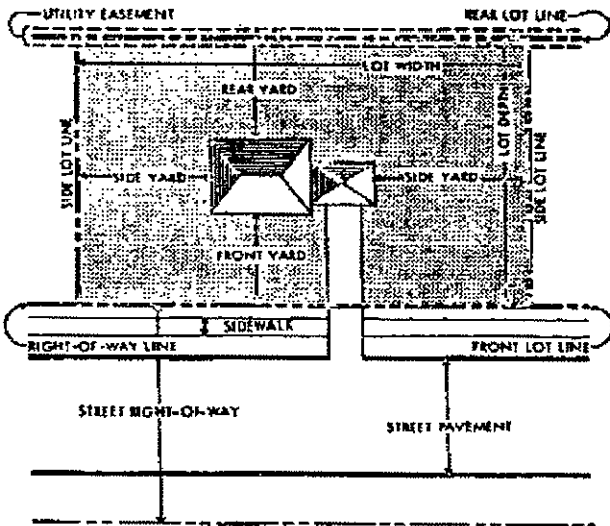 UTILITY EASEMENT
REAR LOT LINE
LOT WIDTH
REAR YARD
LOT DEPTH
SIDE LOT LINE
SIDE YARD
SIDE YARD
SIDE LOT LINE
FRONT YARD
SIDEWALK
RIGHT-OF-WAY LINE
FRONT LOT LINE
STREET RIGHT-OF-WAY
STREET PAVEMENT